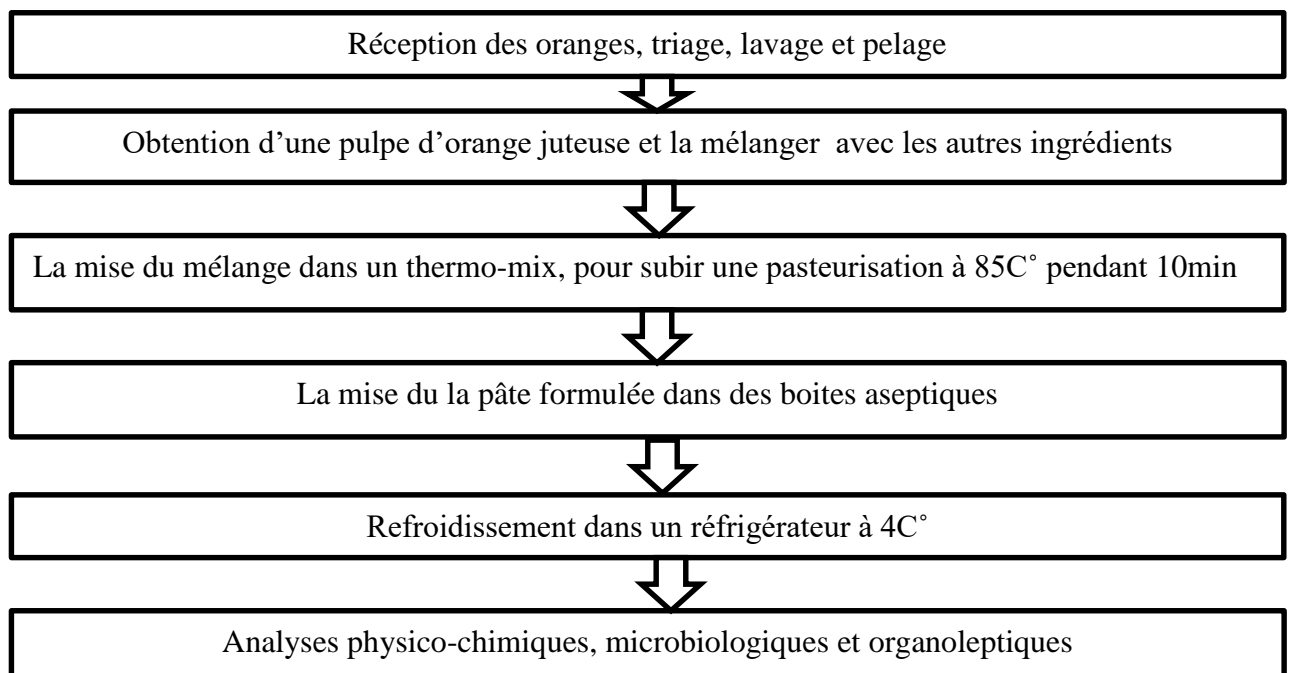 Réception des oranges, triage, lavage et pelage
Obtention d’une pulpe d’orange juteuse et la mélanger  avec les autres ingrédients
La mise du mélange dans un thermo-mix, pour subir une pasteurisation à 85C˚ pendant 10min
La mise du la pâte formulée dans des boites aseptiques
Refroidissement dans un réfrigérateur à 4C˚
Analyses physico-chimiques, microbiologiques et organoleptiques